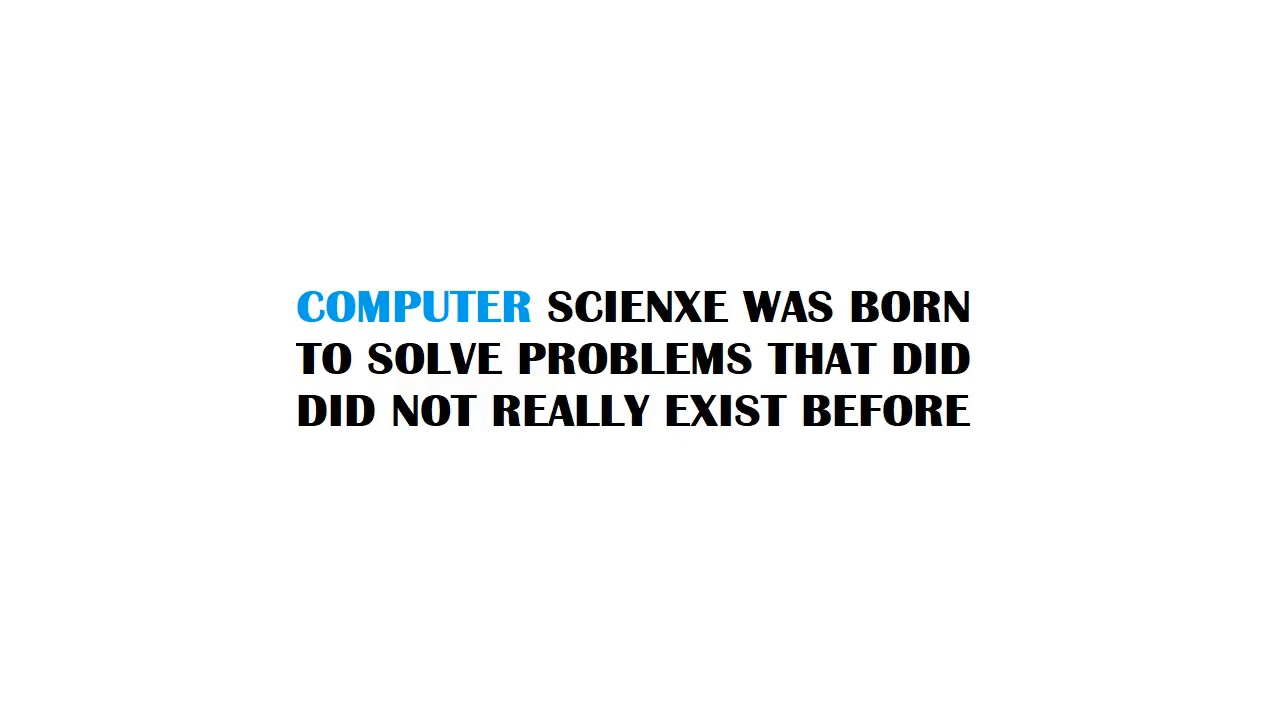 COMPUTER SCIENXE WAS BORN
TO SOLVE PROBLEMS THAT DID
DID NOT REALLY EXIST BEFORE